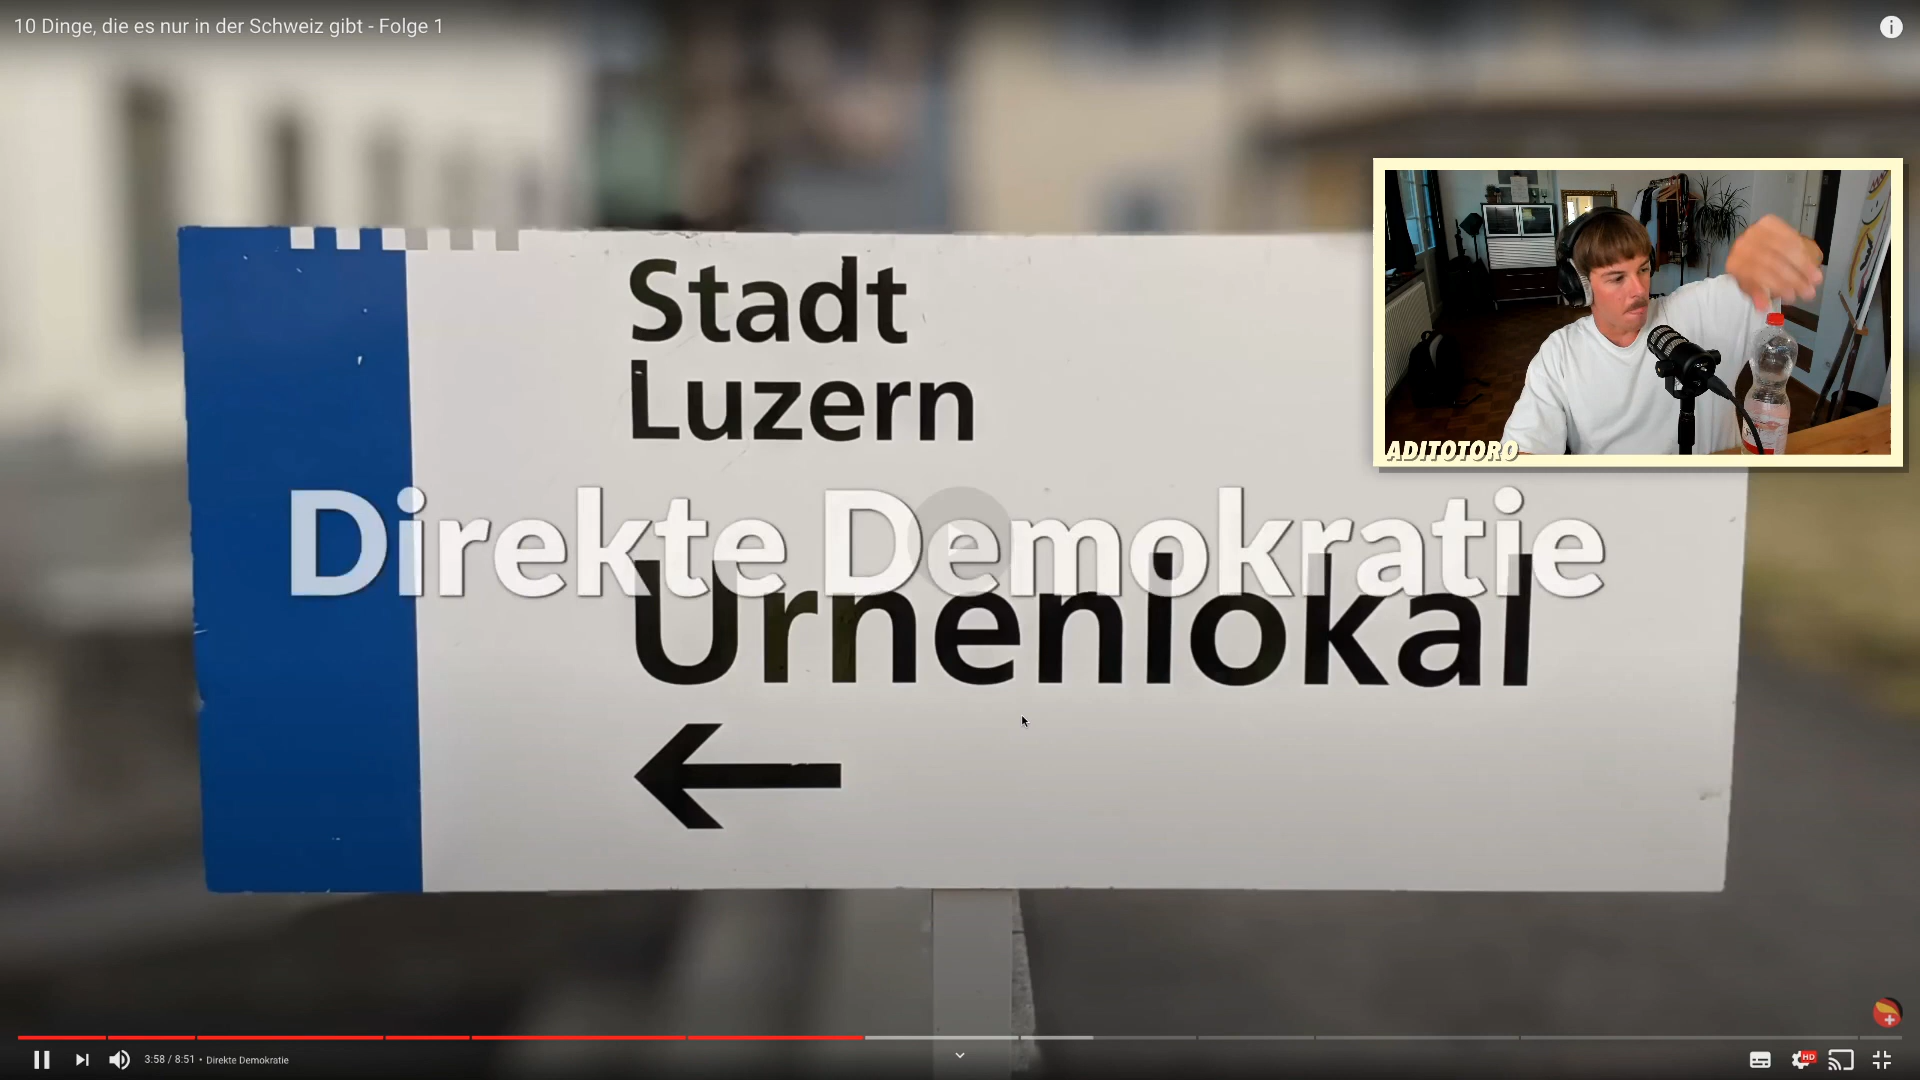 10 Dinge, die es nur in der Schweiz gibt - Folge 1
Stadt
Luzern
ADITOTORO
Direkte Demokratie
Urnenlokal
3:58 / 8:51 • Direkte Demokratie
HD